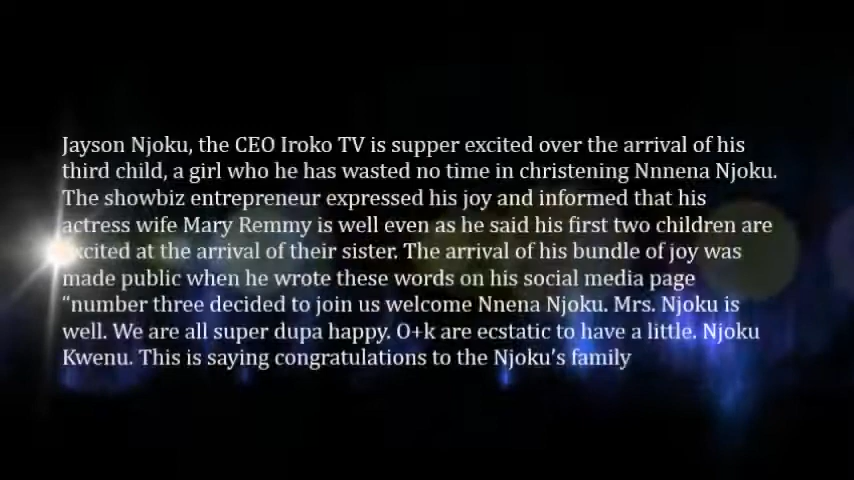 Jayson Njoku, the CEO Iroko TV is supper excited over the arrival of his
third child, a girl who he has wasted no time in christening Nnnena Njoku.
The showbiz entrepreneur expressed his joy and informed that his
actress wife Mary Remmy is well even as he said his first two children are
excited at the arrival of their sister. The arrival of his bundle of joy was
made public when he wrote these words on his social media page
“number three decided to join us welcome Nnena Njoku. Mrs. Njoku is
well. We are all super dupa happy. O+k are ecstatic to have a little. Njoku
Kwenu. This is saying congratulations to the Njoku’s family